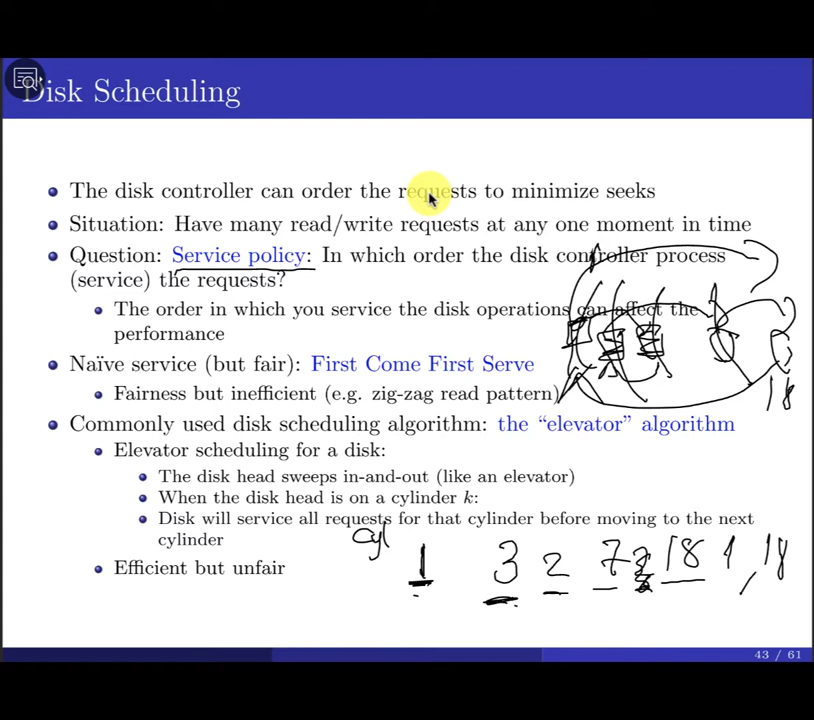 Disk Scheduling
The disk controller can order the requests to minimize seeks
Situation: Have many read/write requests at any one moment in time
Question: Service policy: In which order the disk controller process
(service) the requests?
The order in which you service the disk operations can affect the
performance
Naïve service (but fair): First Come First Serve
Fairness but inefficient (e.g. zig-zag read pattern)
18
Commonly used disk scheduling algorithm: the “elevator” algorithm
Elevator scheduling for a disk:
The disk head sweeps in-and-out (like an elevator)
When the disk head is on a cylinder k:
Disk will service all requests for that cylinder before moving to the next
cylinder
Cyl
1 3 2 7 18 1, 18
Efficient but unfair
43 / 61